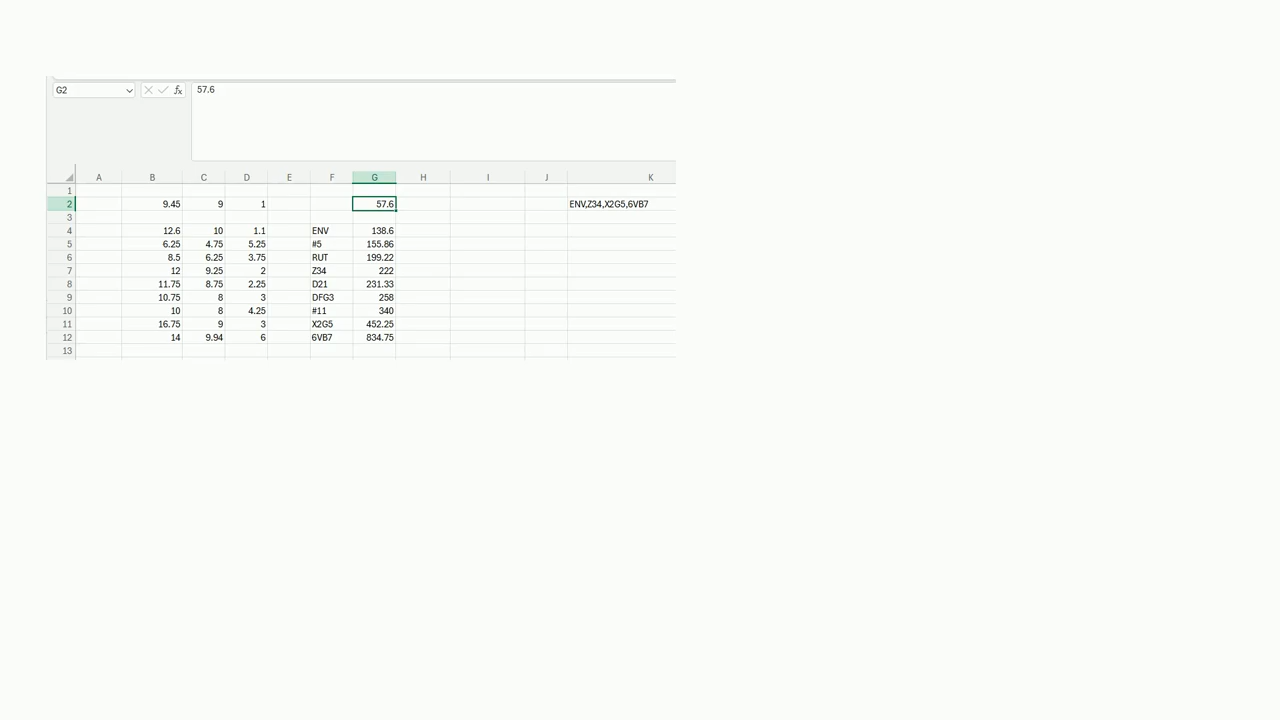 G2 fx 57.6
A B C D E F G H I J K
1
2 9.45 9 1 57.6 ENV,Z34,X2G5,6VB7
3
4 12.6 10 1.1 ENV 138.6
5 6.25 4.75 5.25 #5 155.86
6 8.5 6.25 3.75 RUT 199.22
7 12 9.25 2 Z34 222
8 11.75 8.75 2.25 D21 231.33
9 10.75 8 3 DFG3 258
10 10 8 4.25 #11 340
11 16.75 9 3 X2G5 452.25
12 14 9.94 6 6VB7 834.75
13